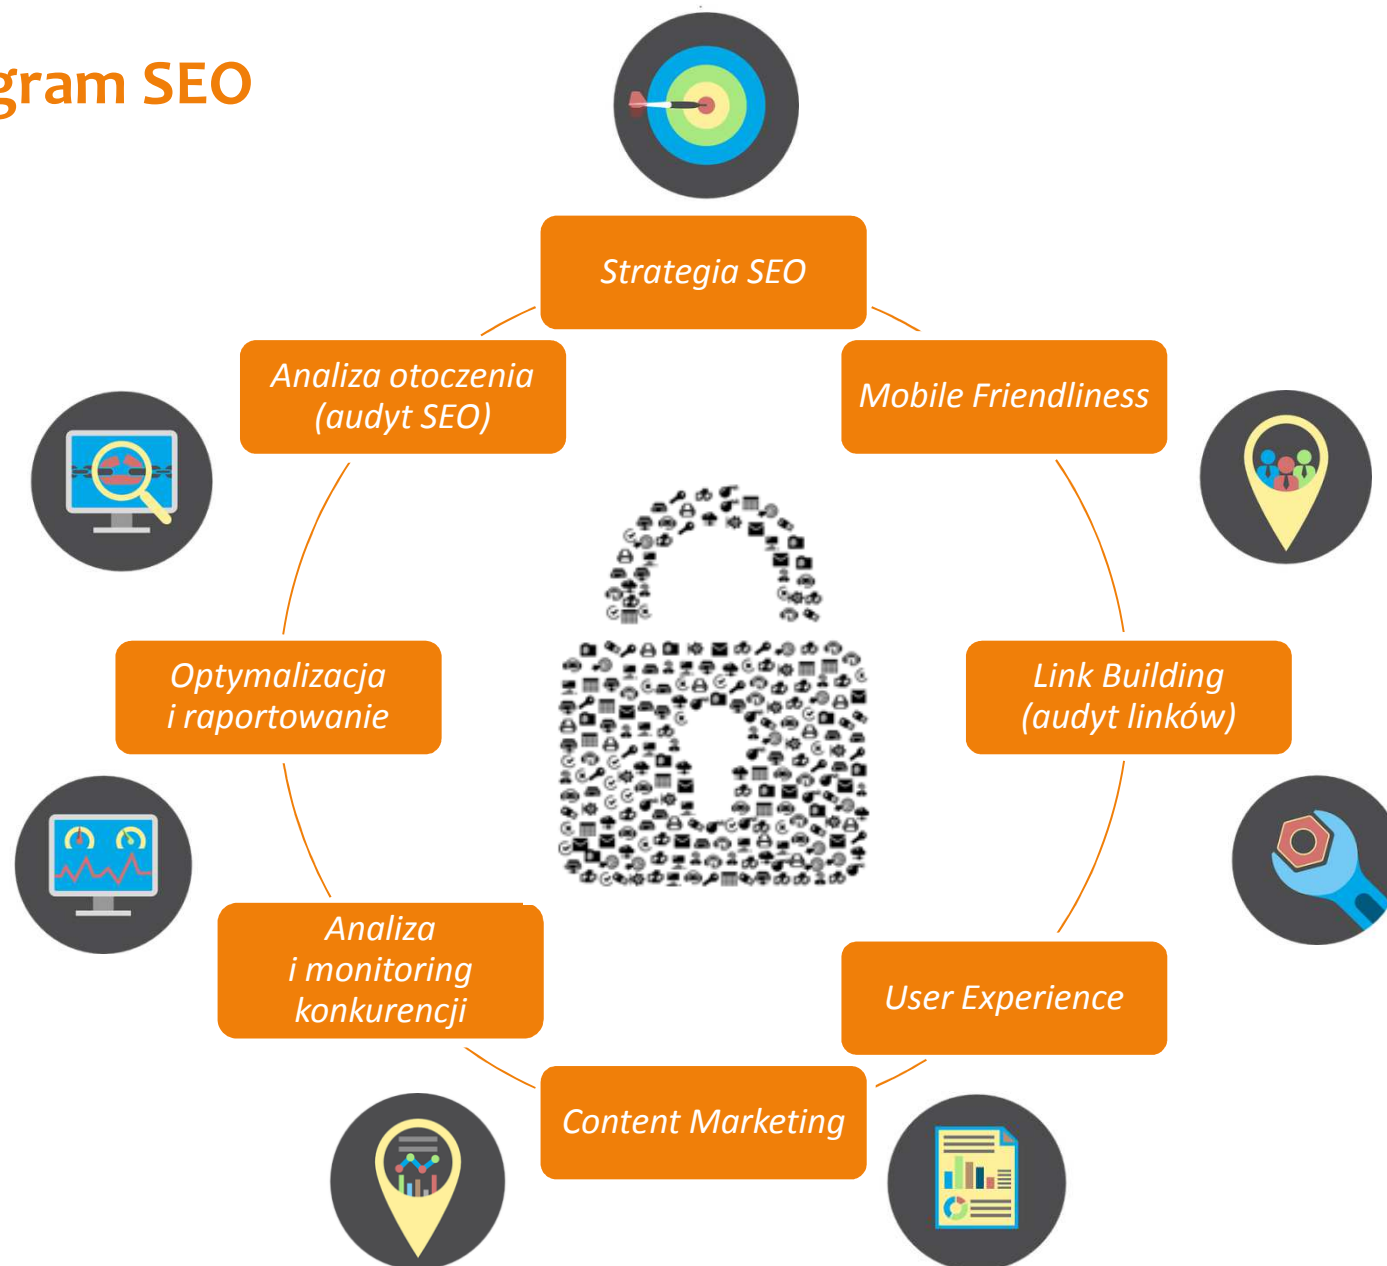 gram SEO
Strategia SEO
Mobile Friendliness
Link Building
(audyt linków)
User Experience
Content Marketing
Analiza
i monitoring
konkurencji
Optymalizacja
i raportowanie
Analiza otoczenia
(audyt SEO)